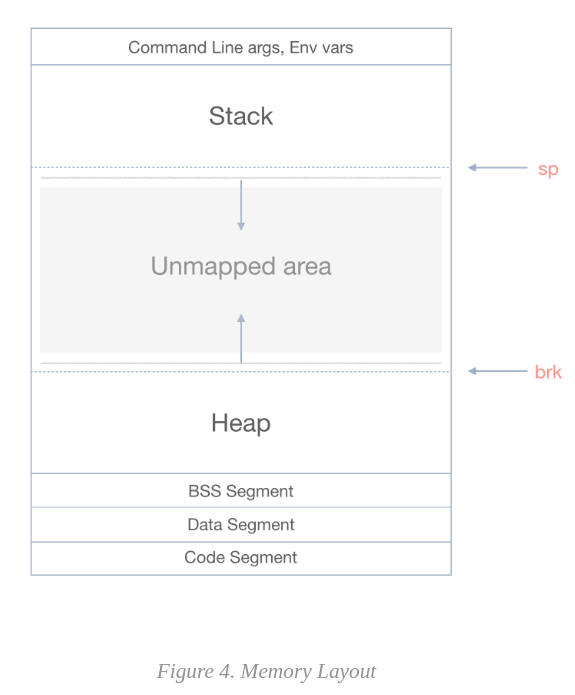 Command Line args, Env vars
Stack
sp
Unmapped area
brk
Heap
BSS Segment
Data Segment
Code Segment
Figure 4. Memory Layout